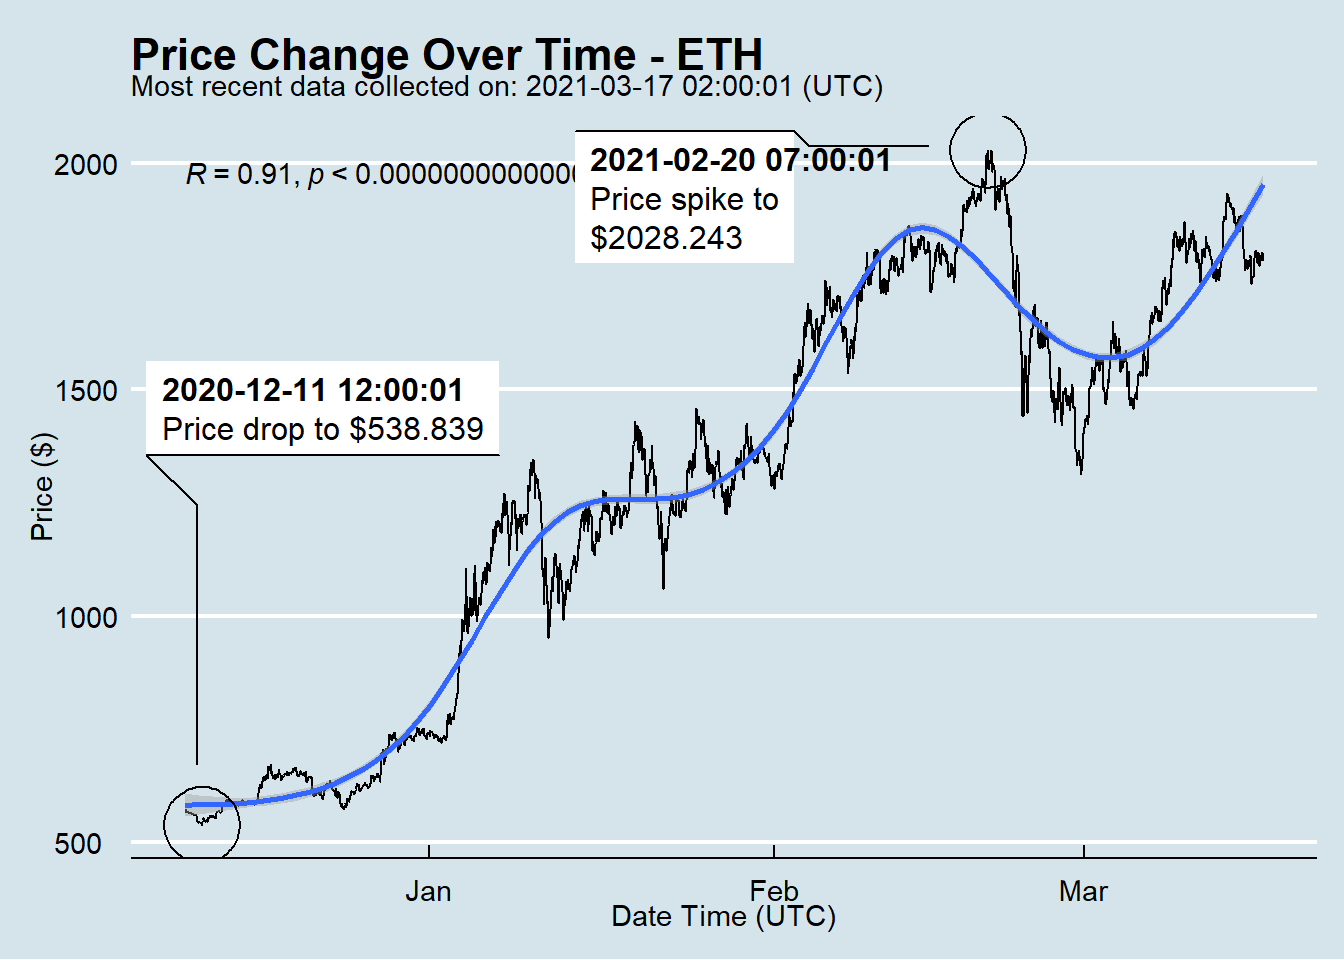 Price Change Over Time - ETH
Most recent data collected on: 2021-03-17 02:00:01 (UTC)
2000
1500
1000
500
Price ($)
R = 0.91, p < 0.0000000000000
2021-02-20 07:00:01
Price spike to
$2028.243
2020-12-11 12:00:01
Price drop to $538.839
Jan
Feb
Mar
Date Time (UTC)